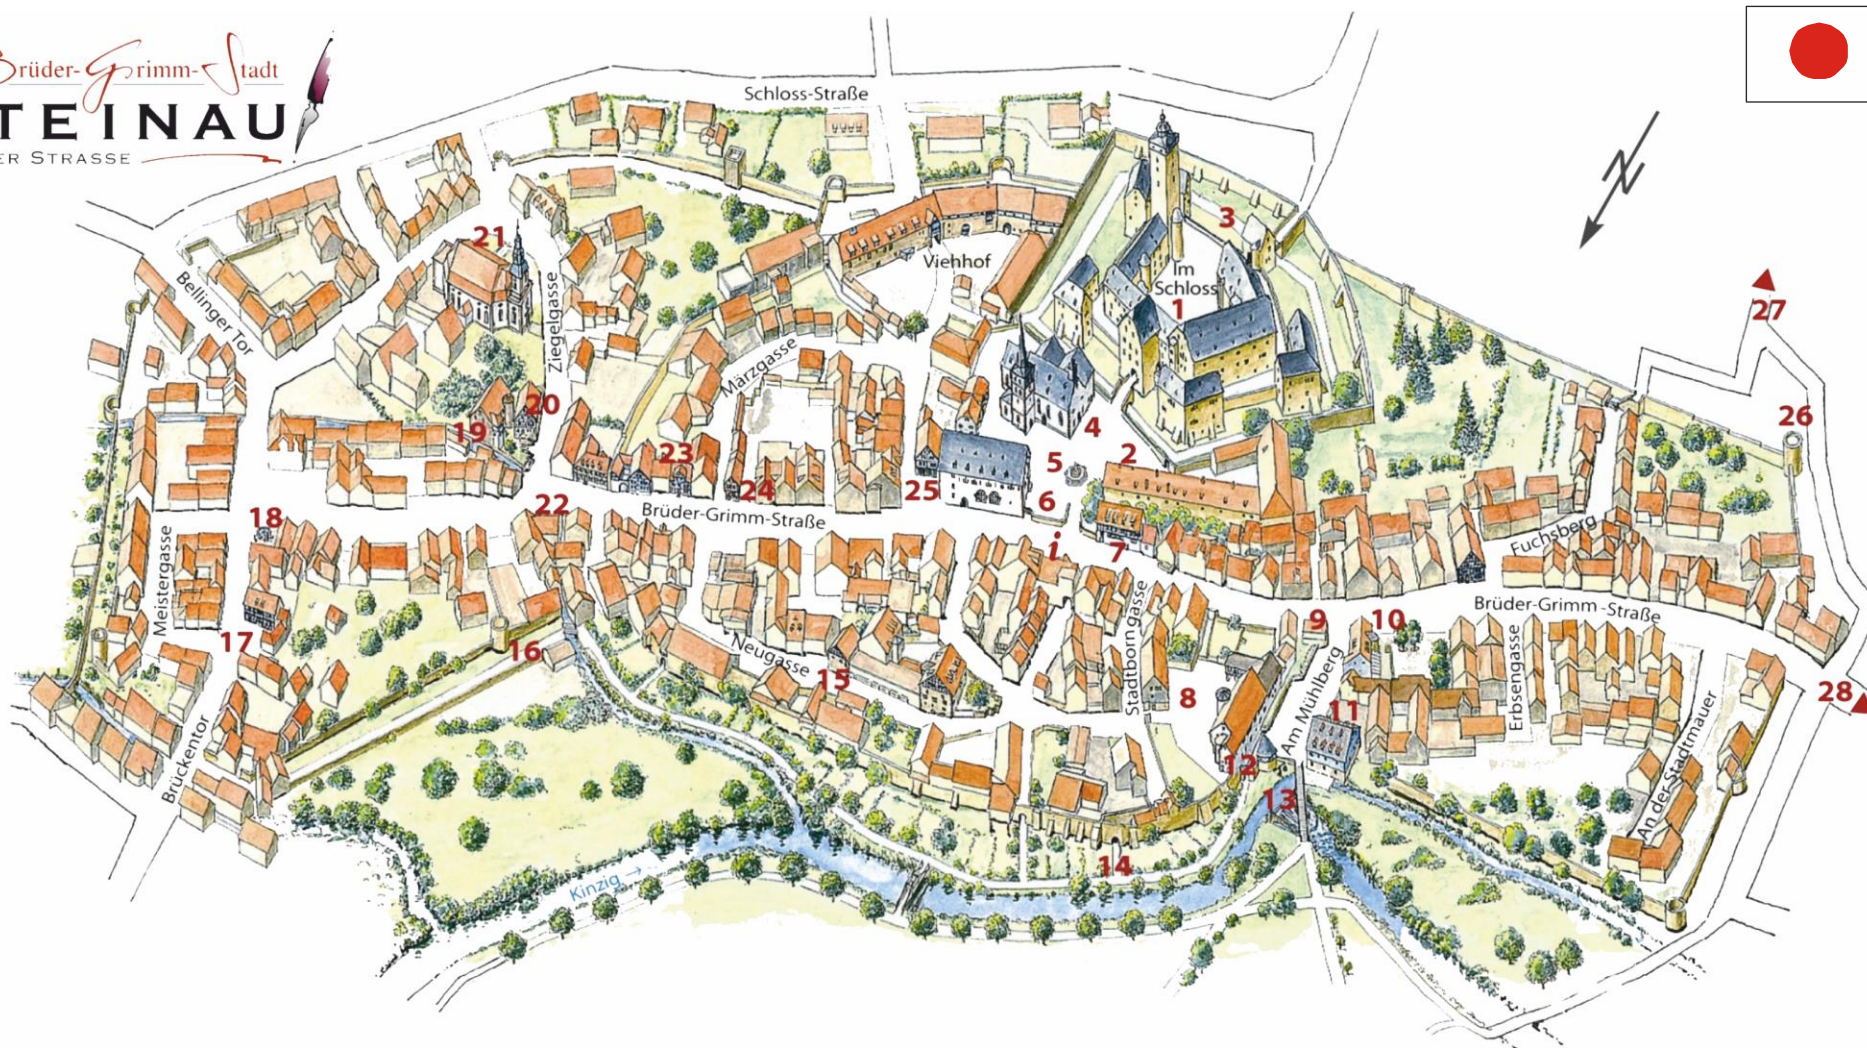 Brüder-Grimm-Stadt
TEINAU
ER STRASSE
Schloss-Straße
N
3
21
Viehhof
Im
Schloss
1
27
Bellinger Tor
Ziegelgasse
Märzgasse
20
19
4
26
23
5
2
24
25
6
22
Brüder-Grimm-Straße
18
i
7
Fuchsberg
Meistergasse
Brüder-Grimm-Straße
9
10
17
16
Neugasse
15
Stadtborngasse
8
Am Mühlberg
11
Erbsengasse
28
12
An der Stadtmauer
Brückentor
13
14
Kinzig →